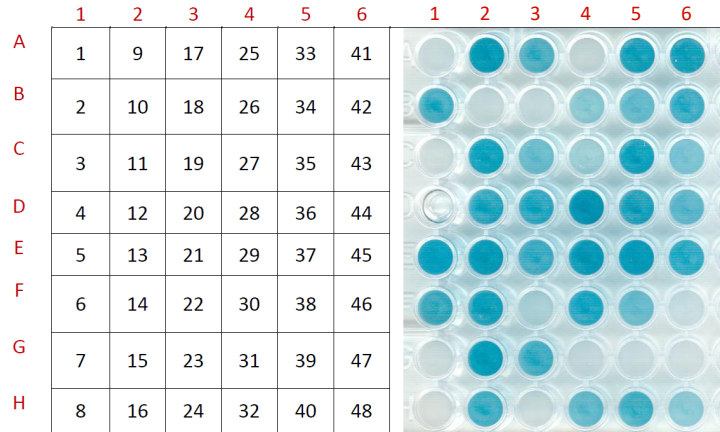 1 2 3 4 5 6 1 2 3 4 5 6
A 1 9 17 25 33 41
B 2 10 18 26 34 42
C 3 11 19 27 35 43
D 4 12 20 28 36 44
E 5 13 21 29 37 45
F 6 14 22 30 38 46
G 7 15 23 31 39 47
H 8 16 24 32 40 48